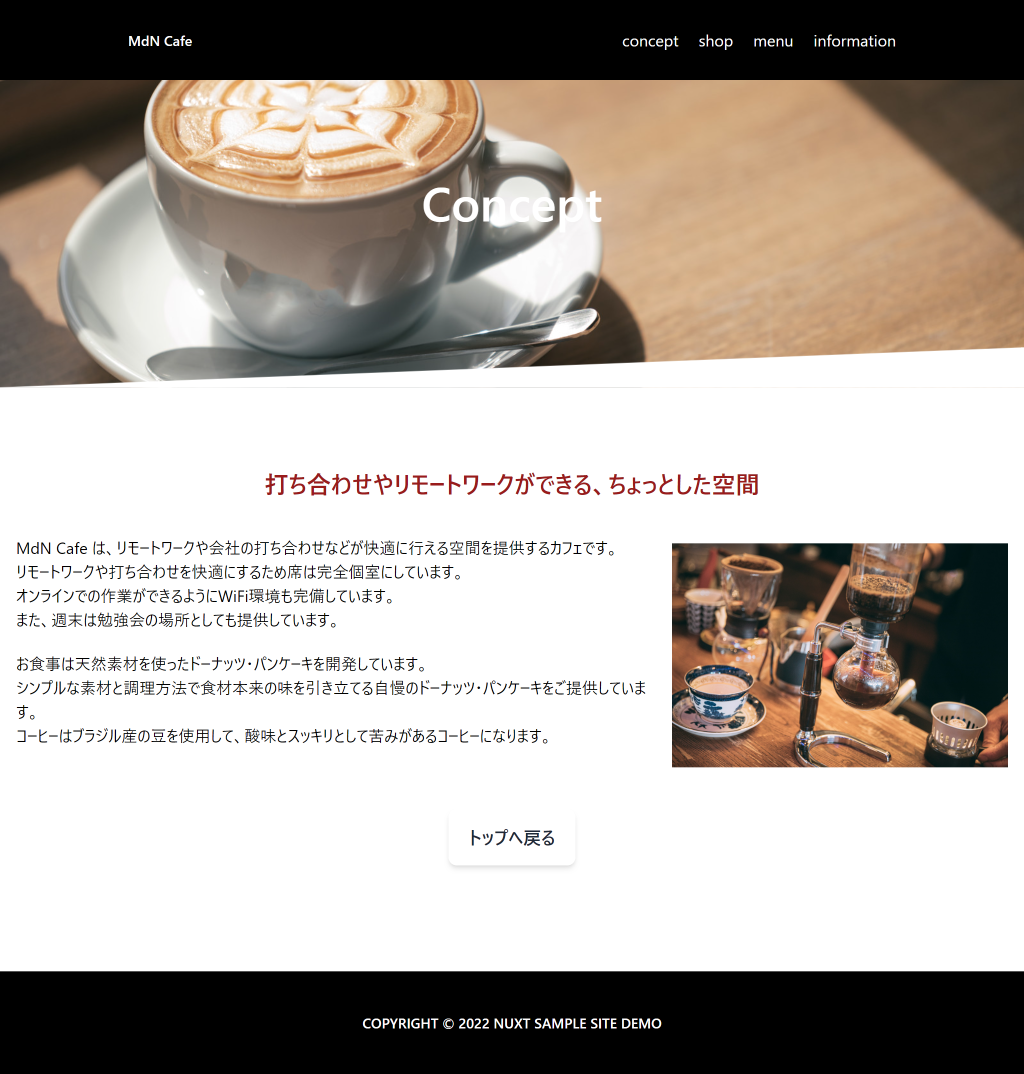 MdN Cafe
concept shop menu information
Concept
打ち合わせやリモートワークができる、ちょっとした空間
MdN Cafe は、リモートワークや会社の打ち合わせなどが快適に行える空間を提供するカフェです。
リモートワークや打ち合わせを快適にするため席は完全個室にしています。
オンラインでの作業ができるようにWiFi環境も完備しています。
また、週末は勉強会の場所としても提供しています。
お食事は天然素材を使ったドーナッツ・パンケーキを開発しています。
シンプルな素材と調理方法で食材本来の味を引き立てる自慢のドーナッツ・パンケーキをご提供していま
す。
コーヒーはブラジル産の豆を使用して、酸味とスッキリとして苦みがあるコーヒーになります。
トップへ戻る
COPYRIGHT © 2022 NUXT SAMPLE SITE DEMO